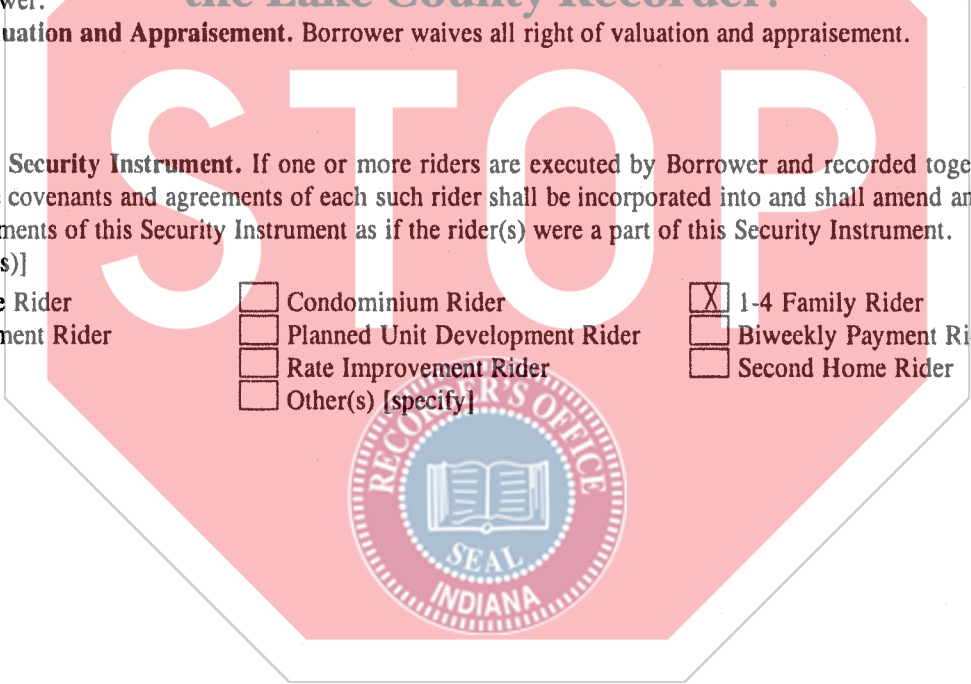 wer.
the Lake County Recorder!
uation and Appraisement. Borrower waives all right of valuation and appraisement.
STOP
Security Instrument. If one or more riders are executed by Borrower and recorded toge
covenants and agreements of each such rider shall be incorporated into and shall amend an
ments of this Security Instrument as if the rider(s) were a part of this Security Instrument.
s)]
e Rider
Condominium Rider
X 1-4 Family Rider
ment Rider
Planned Unit Development Rider
Biweekly Payment Ri
Rate Improvement Rider
Second Home Rider
Other(s) [specify]
RECORDER'S OFFICE
SEAL
INDIANA